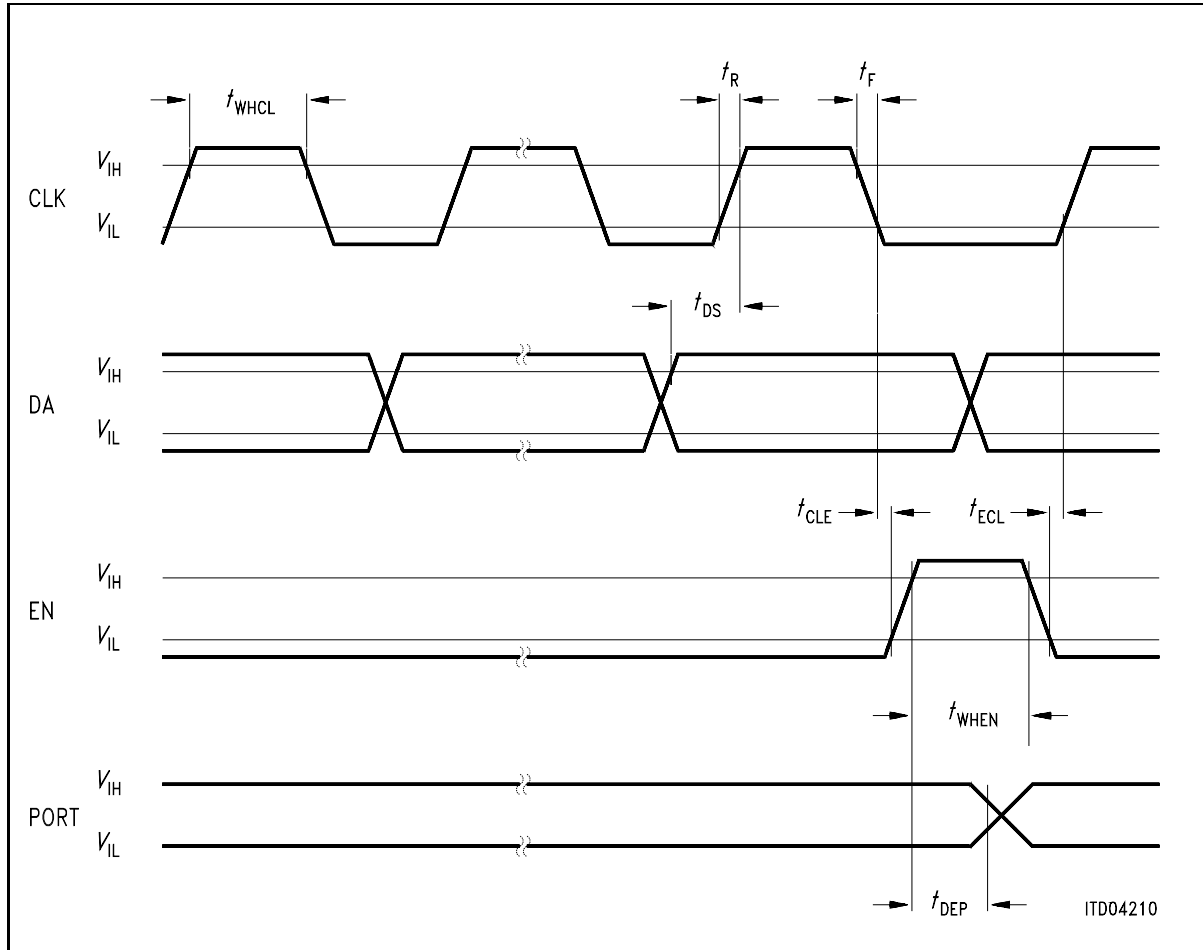 tR tF
tWHCL
VIH
CLK
VIL
tDS
VIH
DA
VIL
tCLE tECL
VIH
EN
VIL
tWHEN
VIH
PORT
VIL
tDEP
ITD04210